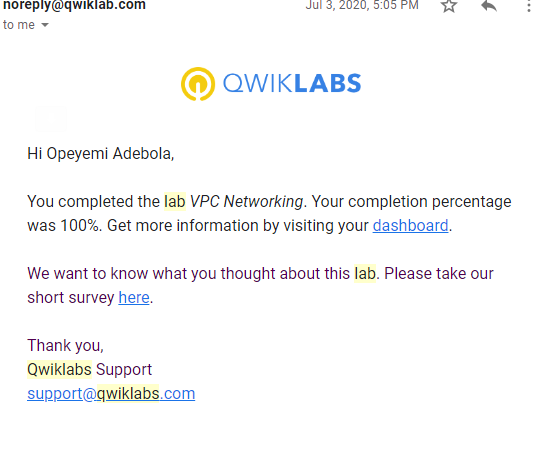 noreply@qwiklab.com Jul 3, 2020, 5:05 PM
to me
QWIKLABS
Hi Opeyemi Adebola,
You completed the lab VPC Networking. Your completion percentage
was 100%. Get more information by visiting your dashboard.
We want to know what you thought about this lab. Please take our
short survey here.
Thank you,
Qwiklabs Support
support@qwiklabs.com